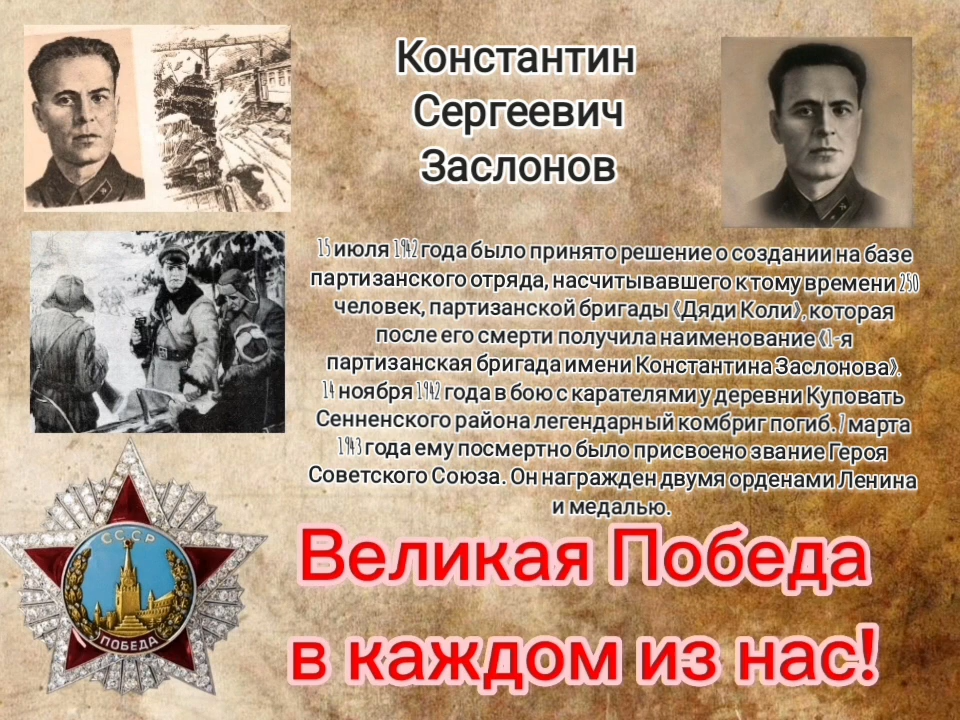 Константин
Сергеевич
Заслонов
15 июля 1942 года было принято решение о создании на базе
партизанского отряда, насчитывавшего к тому времени 250
человек, партизанской бригады «Дяди Коли», которая
после его смерти получила наименование «1-я
партизанская бригада имени Константина Заслонова».
14 ноября 1942 года в бою с карателями у деревни Куповать
Сенненского района легендарный комбриг погиб. 7 марта
1943 года ему посмертно было присвоено звание Героя
Советского Союза. Он награжден двумя орденами Ленина
и медалью.
СССР
ПОБЕДА
Великая Победа
в каждом из нас!